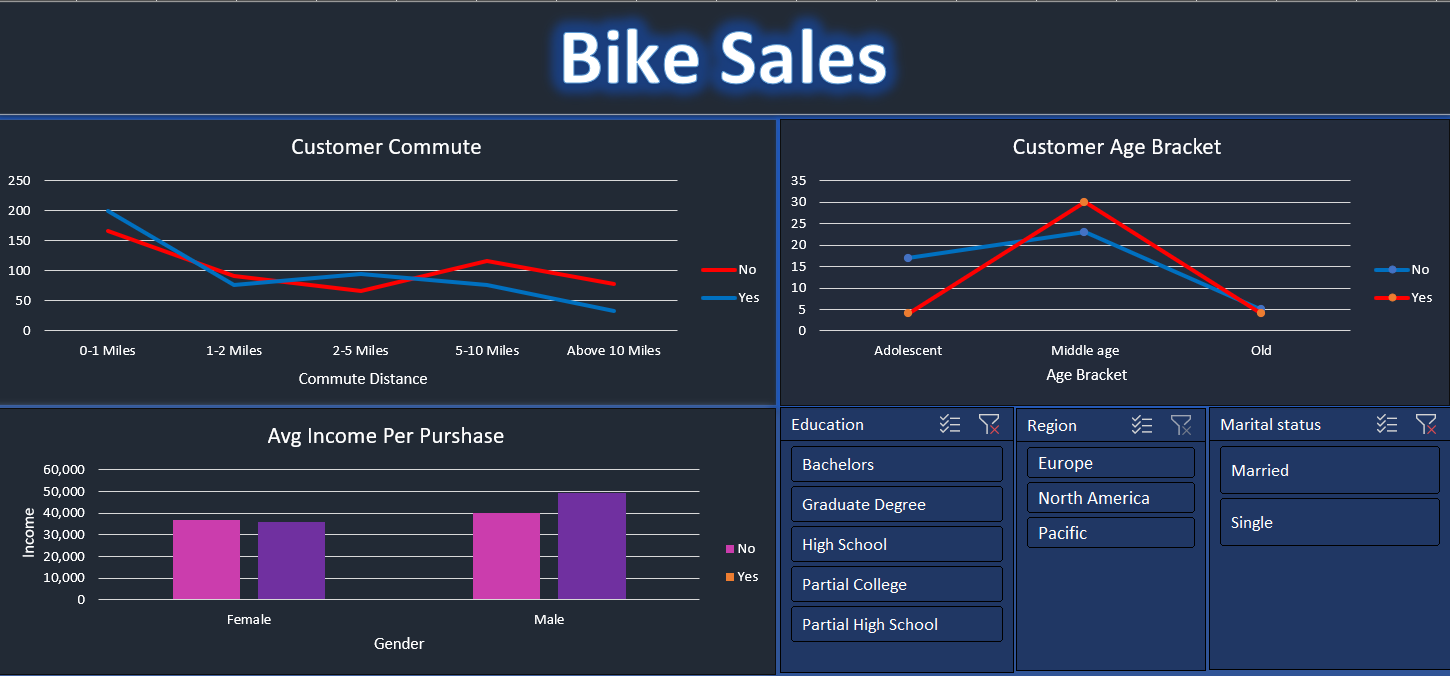 Bike Sales
Customer Commute
250
200
150
100
50
0
0-1 Miles 1-2 Miles 2-5 Miles 5-10 Miles Above 10 Miles
Commute Distance
No
Yes
Customer Age Bracket
35
30
25
20
15
10
5
0
Adolescent Middle age Old
Age Bracket
No
Yes
Avg Income Per Purshase
Income
60,000
50,000
40,000
30,000
20,000
10,000
0
Female Male
Gender
No
Yes
Education
Bachelors
Graduate Degree
High School
Partial College
Partial High School
Region
Europe
North America
Pacific
Marital status
Married
Single